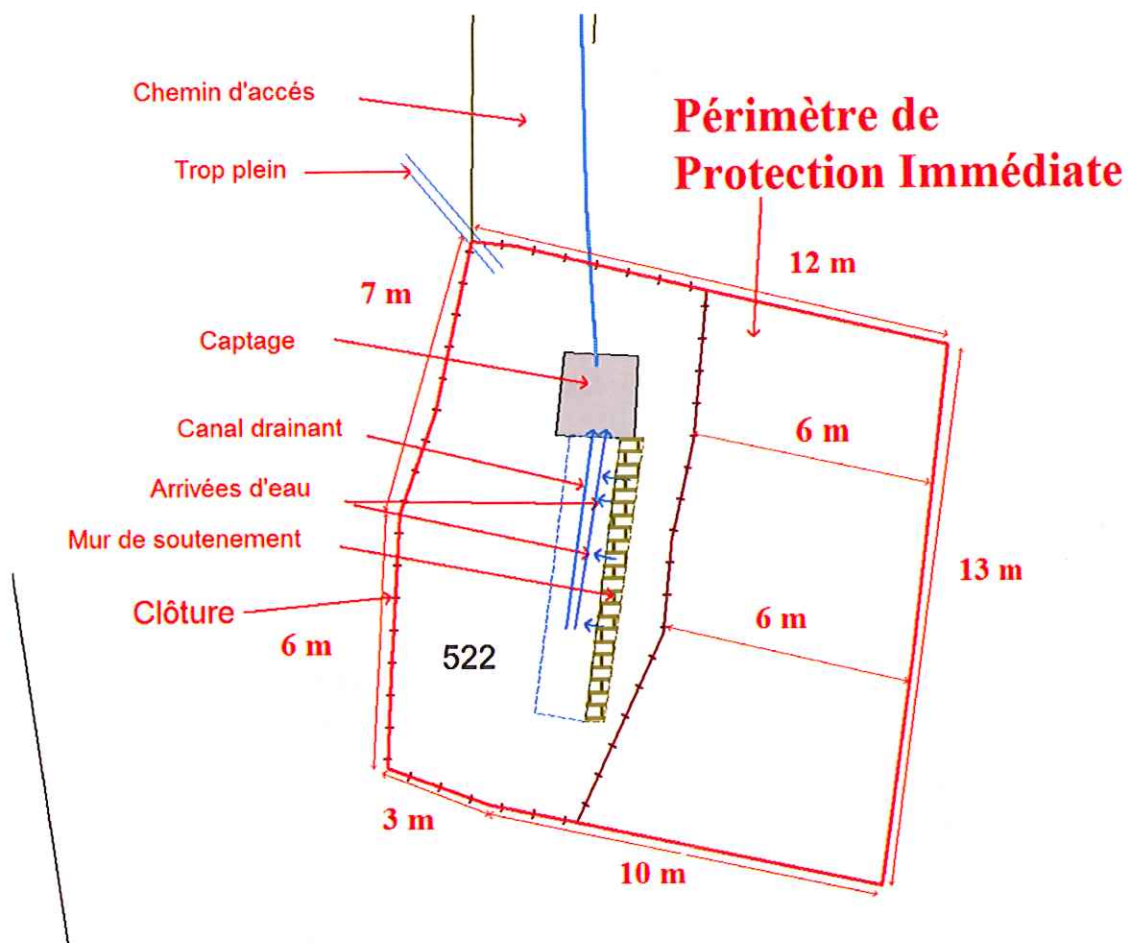 Chemin d'accés
Périmètre de
Protection Immédiate
Trop plein
12 m
7 m
Captage
6 m
Canal drainant
Arrivées d'eau
Mur de soutenement
13 m
Clôture
6 m
6 m
522
3 m
10 m